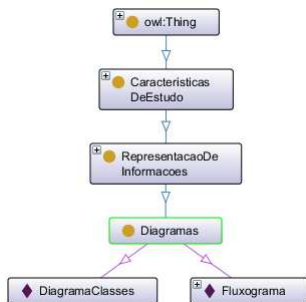 owl:Thing
Caracteristicas
DeEstudo
RepresentacaoDe
Informacoes
Diagramas
DiagramaClasses
Fluxograma